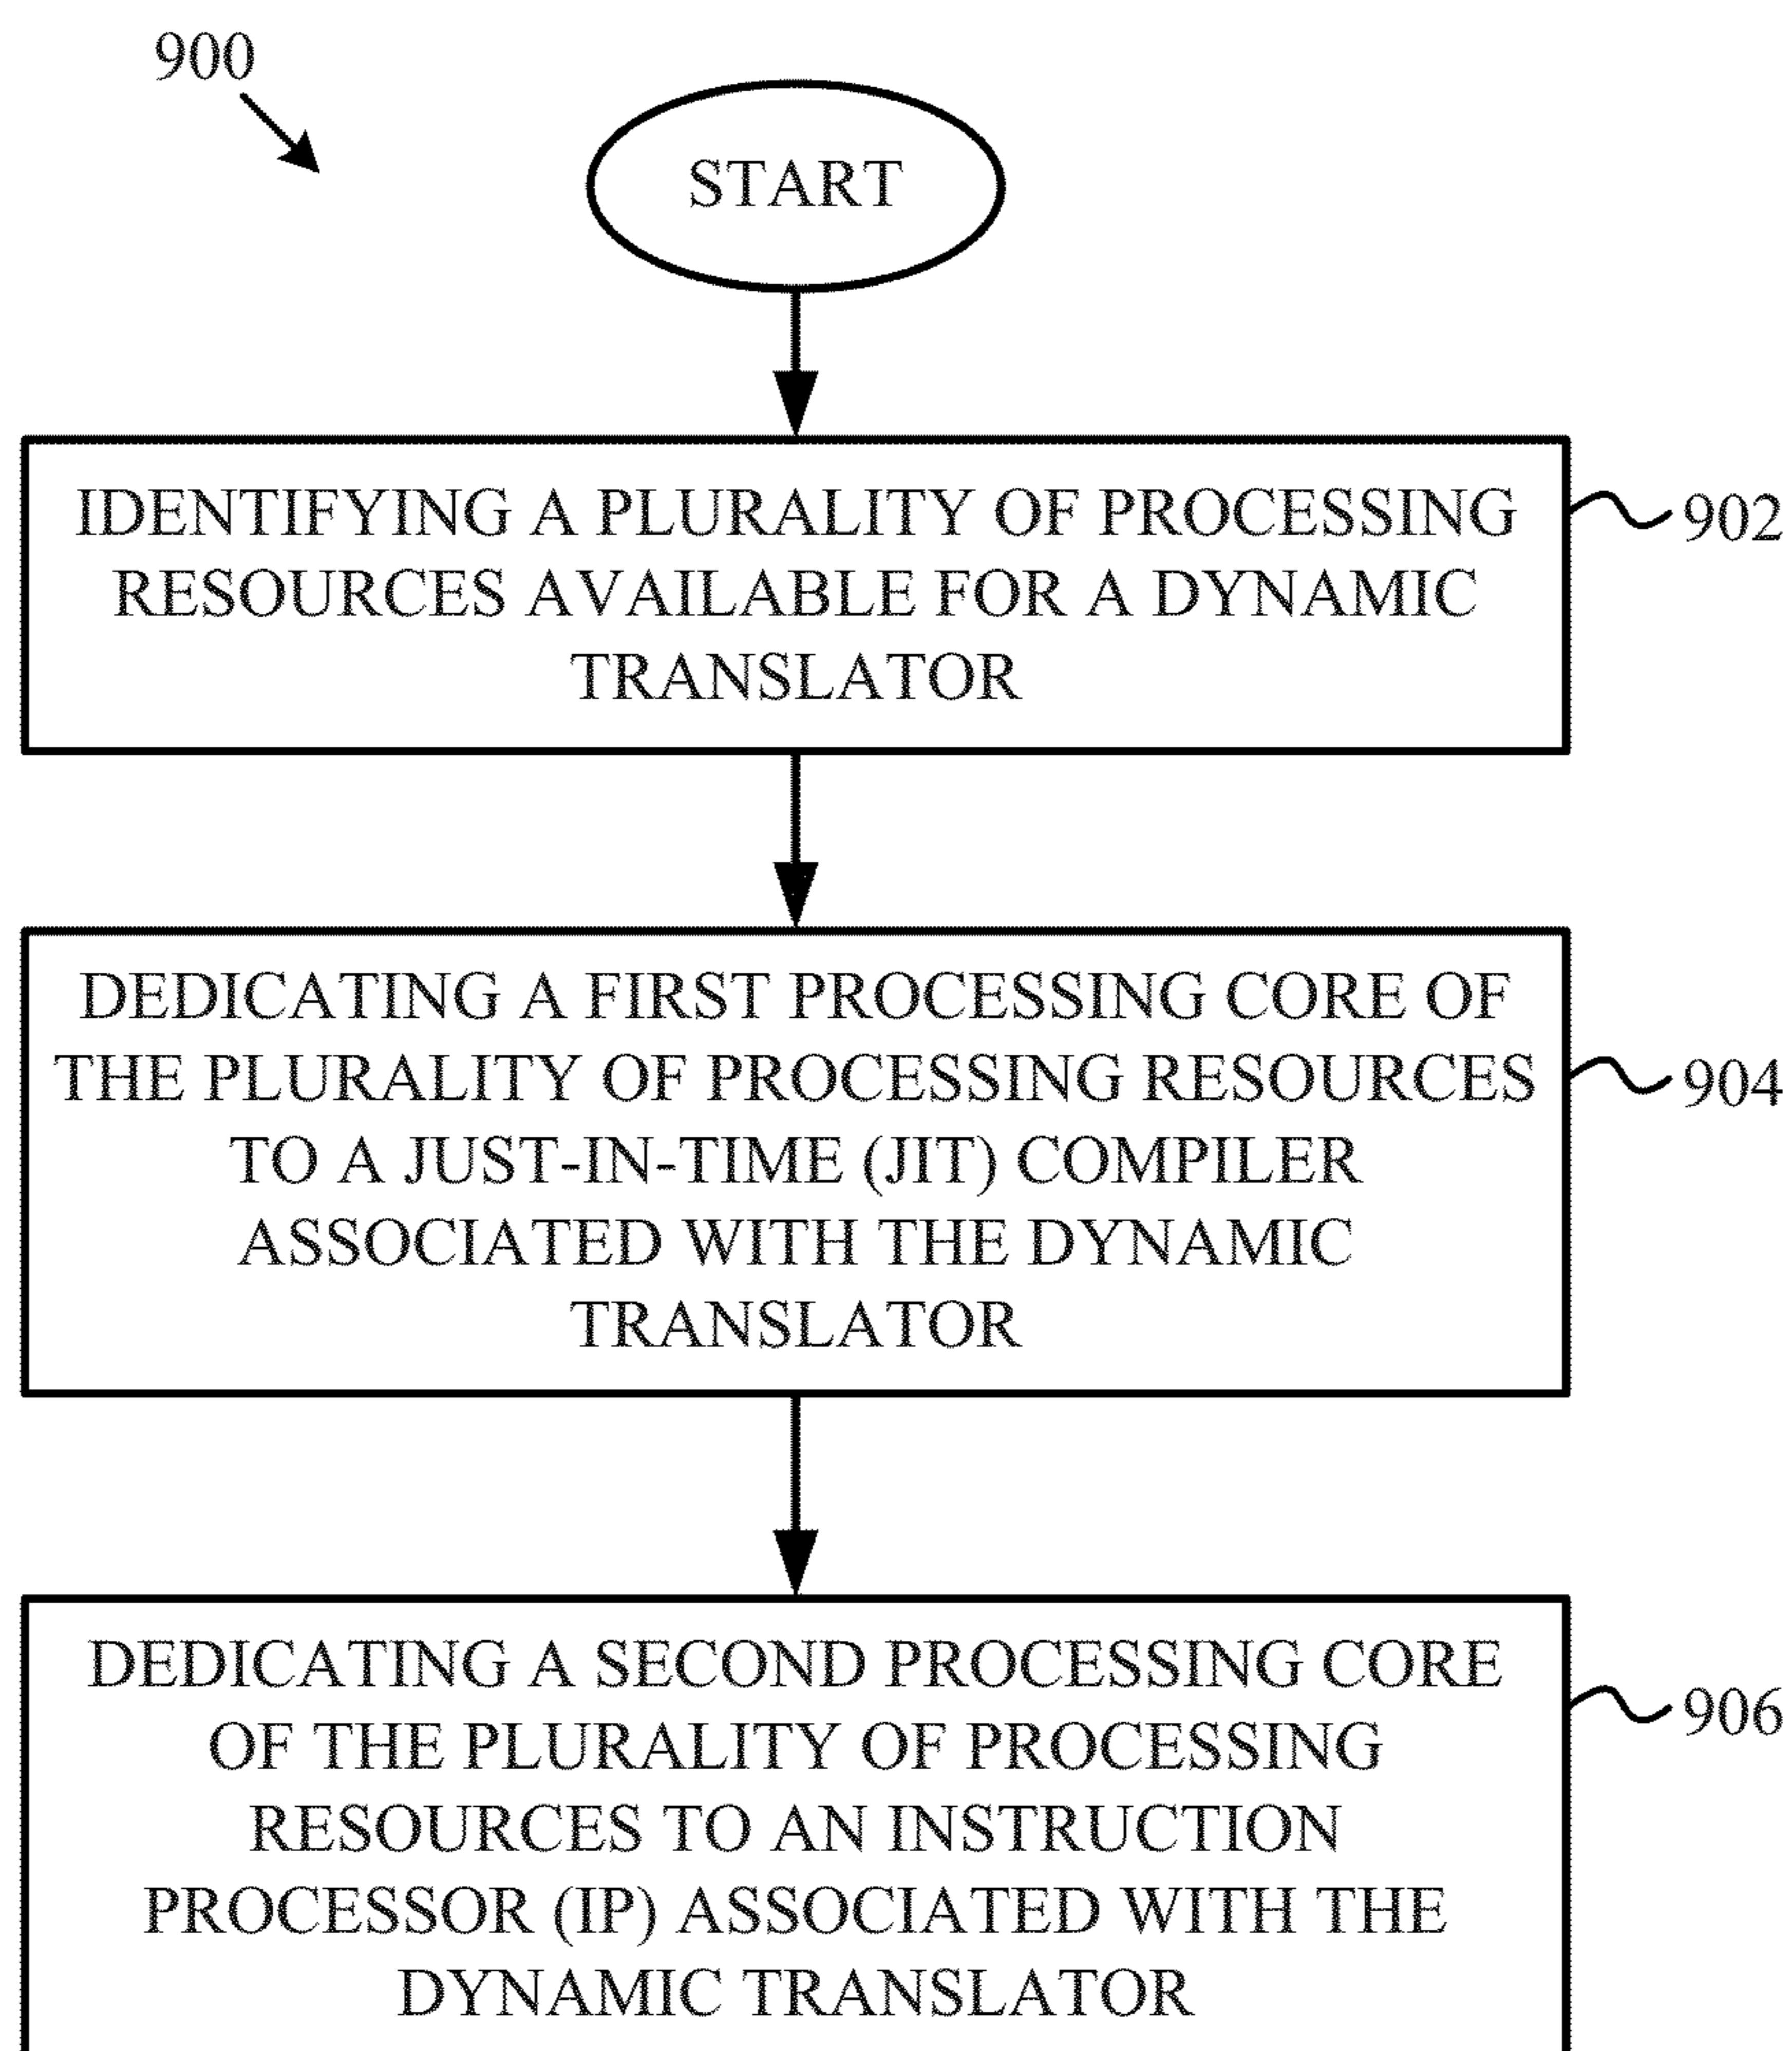 900
START
IDENTIFYING A PLURALITY OF PROCESSING
RESOURCES AVAILABLE FOR A DYNAMIC
TRANSLATOR
902
DEDICATING A FIRST PROCESSING CORE OF
THE PLURALITY OF PROCESSING RESOURCES
TO A JUST-IN-TIME (JIT) COMPILER
ASSOCIATED WITH THE DYNAMIC
TRANSLATOR
904
DEDICATING A SECOND PROCESSING CORE
OF THE PLURALITY OF PROCESSING
RESOURCES TO AN INSTRUCTION
PROCESSOR (IP) ASSOCIATED WITH THE
DYNAMIC TRANSLATOR
906